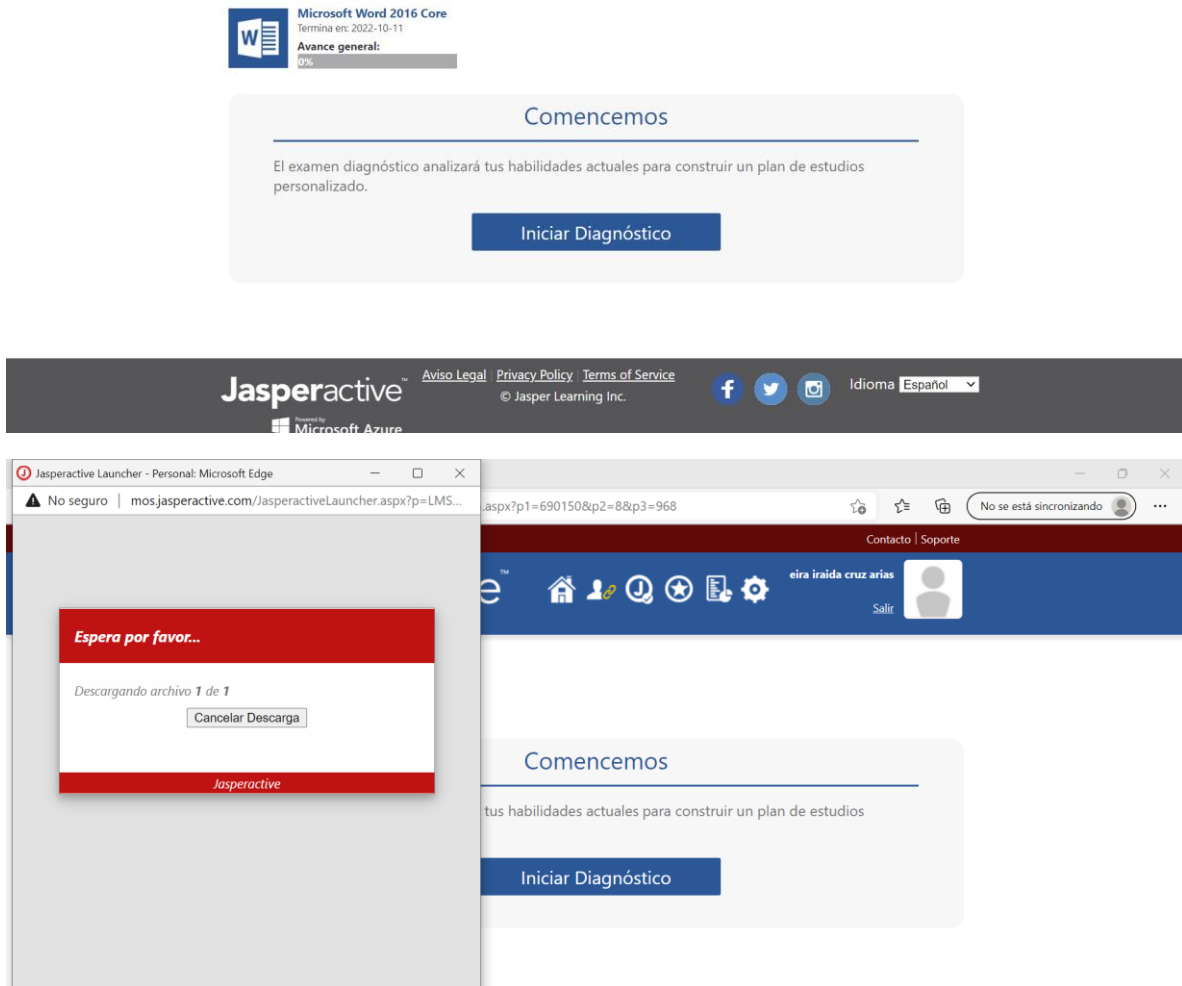 Microsoft Word 2016 Core
Termina en: 2022-10-11
Avance general:
0%
Comencemos
El examen diagnóstico analizará tus habilidades actuales para construir un plan de estudios
personalizado.
Iniciar Diagnóstico
Jasperactive™
Aviso Legal | Privacy Policy | Terms of Service
© Jasper Learning Inc.
Idioma Español
Powered by
Microsoft Azure
Jasperactive Launcher - Personal: Microsoft Edge
No seguro | mos.jasperactive.com/JasperactiveLauncher.aspx?p=LMS...
.aspx?p1=690150&p2=8&p3=968
No se está sincronizando
Contacto | Soporte
e™
eira iraida cruz arias
Salir
Espera por favor...
Descargando archivo 1 de 1
Cancelar Descarga
Jasperactive
Comencemos
tus habilidades actuales para construir un plan de estudios
Iniciar Diagnóstico